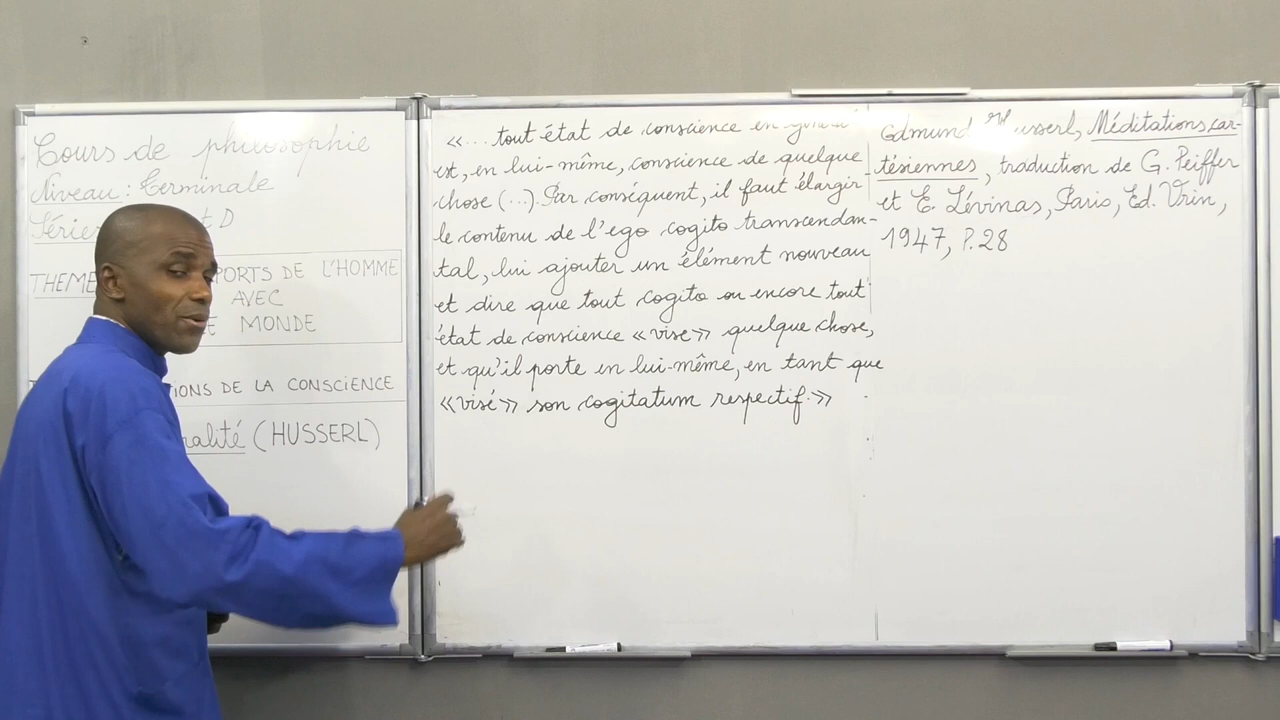 Cours de philosophie
Niveau : Terminale
Série t D
THEME PORTS DE L'HOMME
AVEC
E MONDE
IONS DE LA CONSCIENCE
nalité (HUSSERL)
«... tout état de conscience en
est, en lui-même, conscience de quelque
chose (...). Par conséquent, il faut élargir
le contenu de l'ego cogito transcendan-
tal, lui ajouter un élément nouveau
et dire que tout cogito ou encore tout
état de conscience «vise» quelque chose,
et qu'il porte en lui-même, en tant que
«visé» son cogitatum respectif.»
Edmund Husserl, Méditations car-
tésiennes, traduction de G. Peiffer
et E. Lévinas, Paris, Ed. Vrin,
1947, P.28